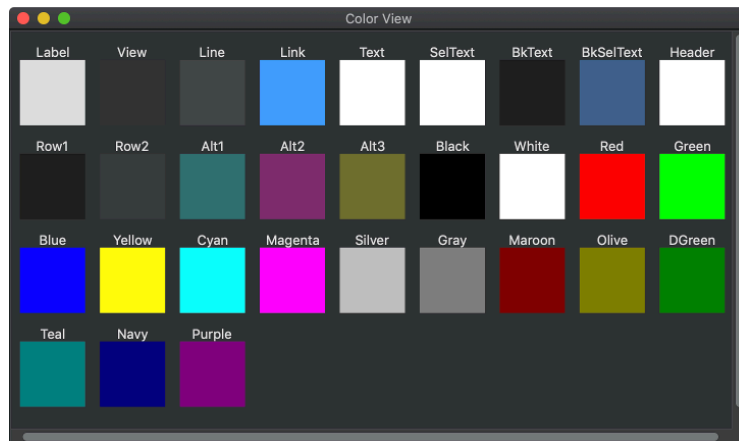 Color View
Label View Line Link Text SelText BkText BkSelText Header
Row1 Row2 Alt1 Alt2 Alt3 Black White Red Green
Blue Yellow Cyan Magenta Silver Gray Maroon Olive DGreen
Teal Navy Purple